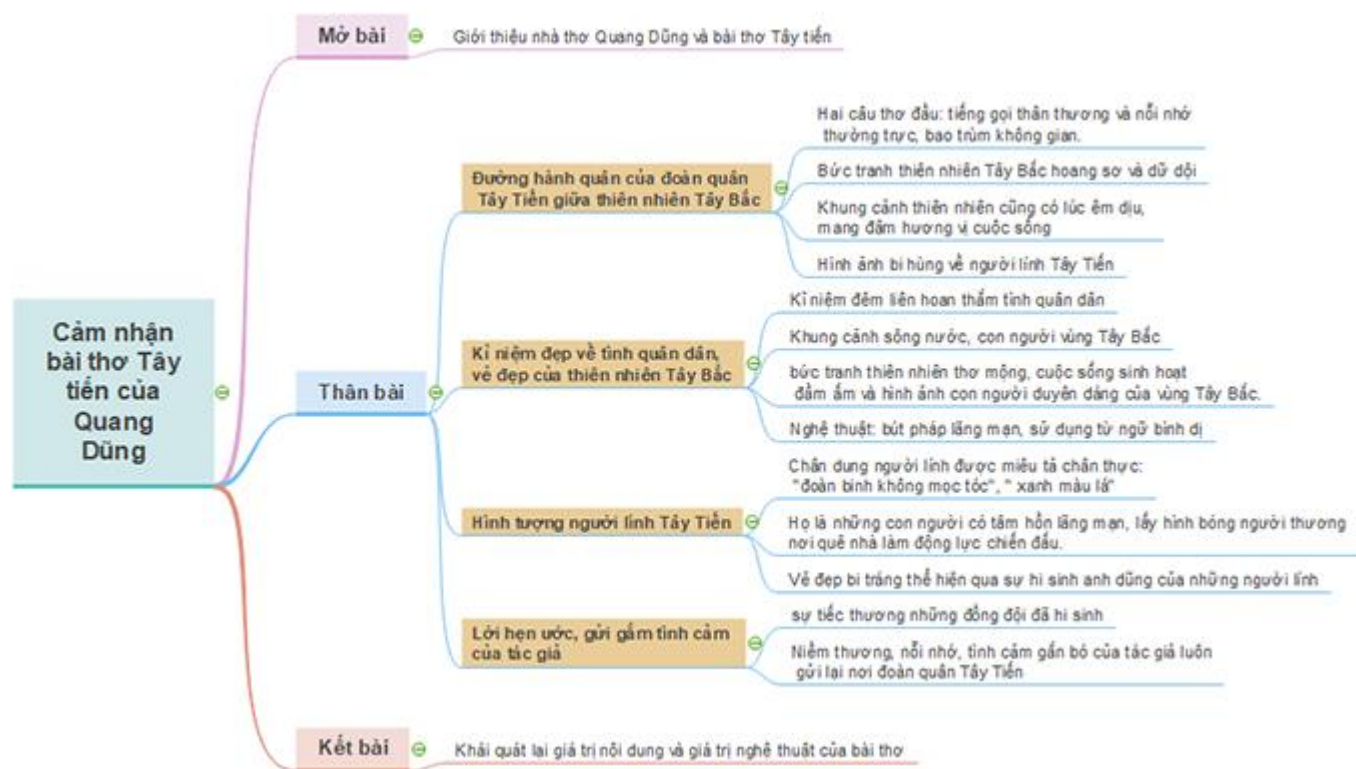 Mở bài
Giới thiệu nhà thơ Quang Dũng và bài thơ Tây tiến
Cảm nhận
bài thơ Tây
tiến của
Quang
Dũng
Thân bài
Đường hành quân của đoàn quân
Tây Tiến giữa thiên nhiên Tây Bắc
Hai câu thơ đầu: tiếng gọi thân thương và nỗi nhớ
thường trực, bao trùm không gian.
Bức tranh thiên nhiên Tây Bắc hoang sơ và dữ dội
Khung cảnh thiên nhiên cũng có lúc êm dịu,
mang đậm hương vị cuộc sống
Hình ảnh bi hùng về người lính Tây Tiến
Kỉ niệm đẹp về tình quân dân,
vẻ đẹp của thiên nhiên Tây Bắc
Kỉ niệm đêm liên hoan thắm tình quân dân
Khung cảnh sông nước, con người vùng Tây Bắc
bức tranh thiên nhiên thơ mộng, cuộc sống sinh hoạt
đầm ấm và hình ảnh con người duyên dáng của vùng Tây Bắc.
Nghệ thuật: bút pháp lãng mạn, sử dụng từ ngữ bình dị
Hình tượng người lính Tây Tiến
Chân dung người lính được miêu tả chân thực:
"đoàn binh không mọc tóc", " xanh màu lá"
Họ là những con người có tâm hồn lãng mạn, lấy hình bóng người thương
nơi quê nhà làm động lực chiến đấu.
Vẻ đẹp bi tráng thể hiện qua sự hi sinh anh dũng của những người lính
Lời hẹn ước, gửi gắm tình cảm
của tác giả
sự tiếc thương những đồng đội đã hi sinh
Niềm thương, nỗi nhớ, tình cảm gắn bó của tác giả luôn
gửi lại nơi đoàn quân Tây Tiến
Kết bài
Khái quát lại giá trị nội dung và giá trị nghệ thuật của bài thơ